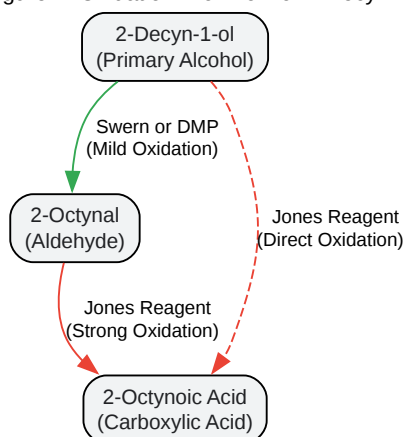 2-Decyn-1-ol
(Primary Alcohol)
Swern or DMP
(Mild Oxidation)
2-Octynal
(Aldehyde)
Jones Reagent
(Direct Oxidation)
Jones Reagent
(Strong Oxidation)
2-Octynoic Acid
(Carboxylic Acid)